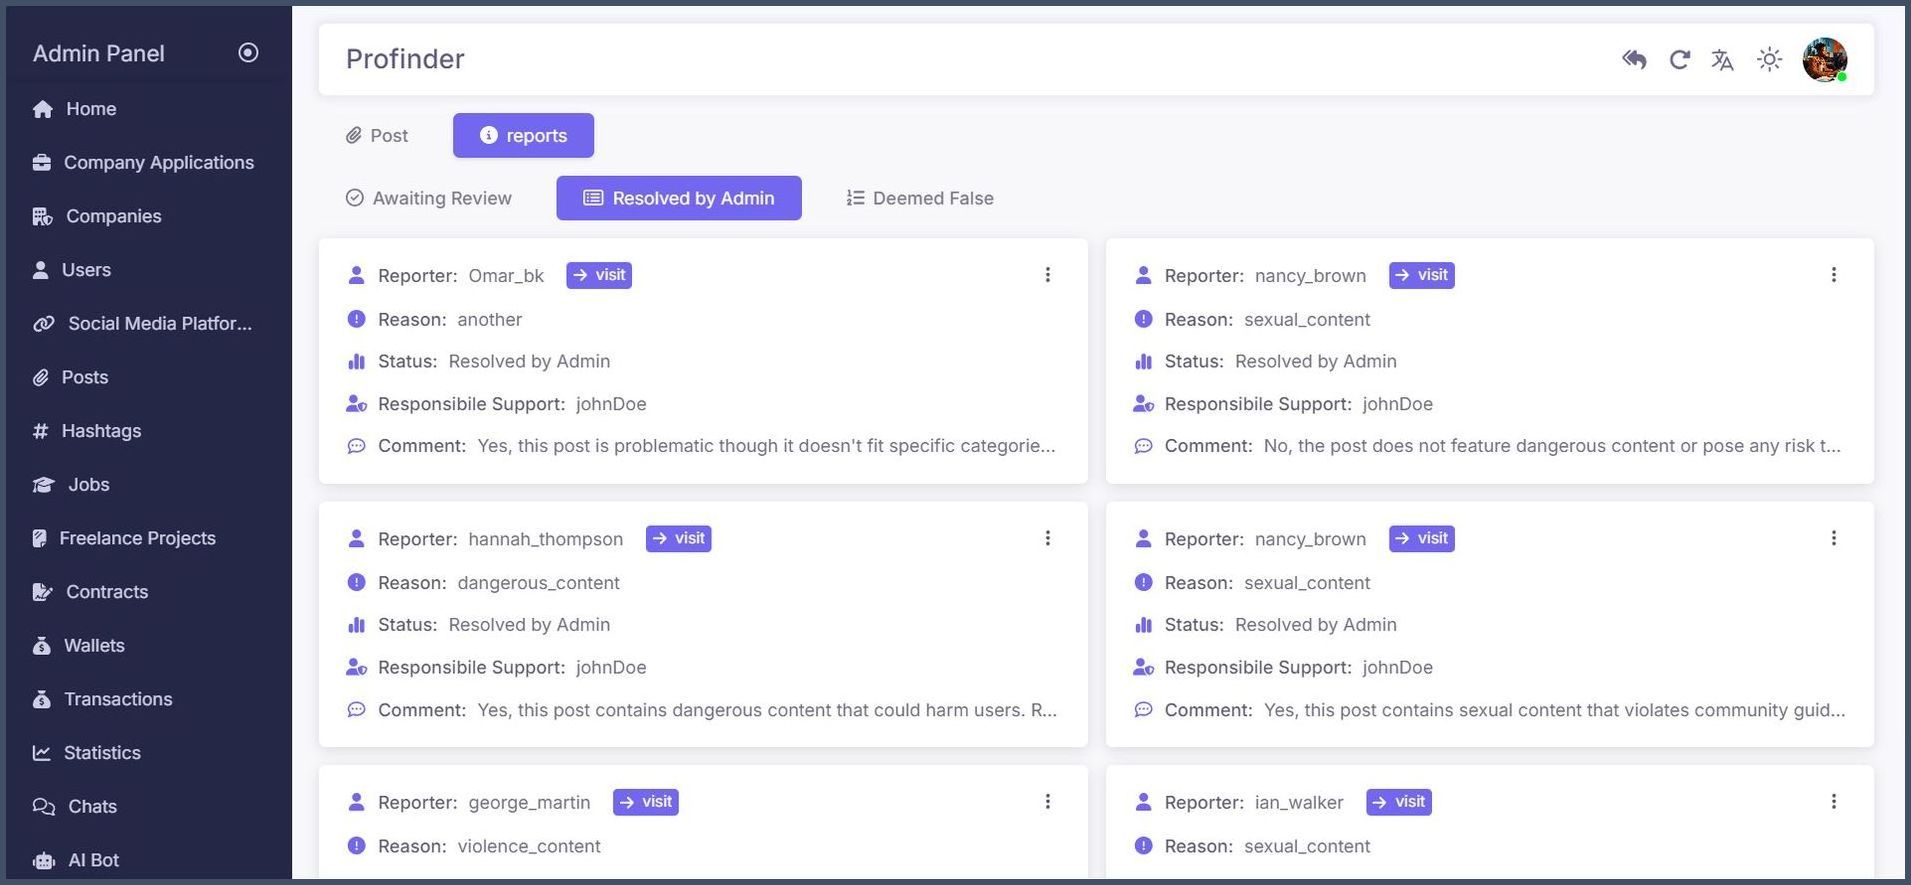 Admin Panel
Home
Company Applications
Companies
Users
Social Media Platfor...
Posts
Hashtags
Jobs
Freelance Projects
Contracts
Wallets
Transactions
Statistics
Chats
AI Bot
Profinder
Post
reports
Awaiting Review
Resolved by Admin
Deemed False
Reporter: Omar_bk visit
Reason: another
Status: Resolved by Admin
Responsibile Support: johnDoe
Comment: Yes, this post is problematic though it doesn't fit specific categorie...
Reporter: nancy_brown visit
Reason: sexual_content
Status: Resolved by Admin
Responsibile Support: johnDoe
Comment: No, the post does not feature dangerous content or pose any risk t...
Reporter: hannah_thompson visit
Reason: dangerous_content
Status: Resolved by Admin
Responsibile Support: johnDoe
Comment: Yes, this post contains dangerous content that could harm users. R...
Reporter: nancy_brown visit
Reason: sexual_content
Status: Resolved by Admin
Responsibile Support: johnDoe
Comment: Yes, this post contains sexual content that violates community guid...
Reporter: george_martin visit
Reason: violence_content
Reporter: ian_walker visit
Reason: sexual_content